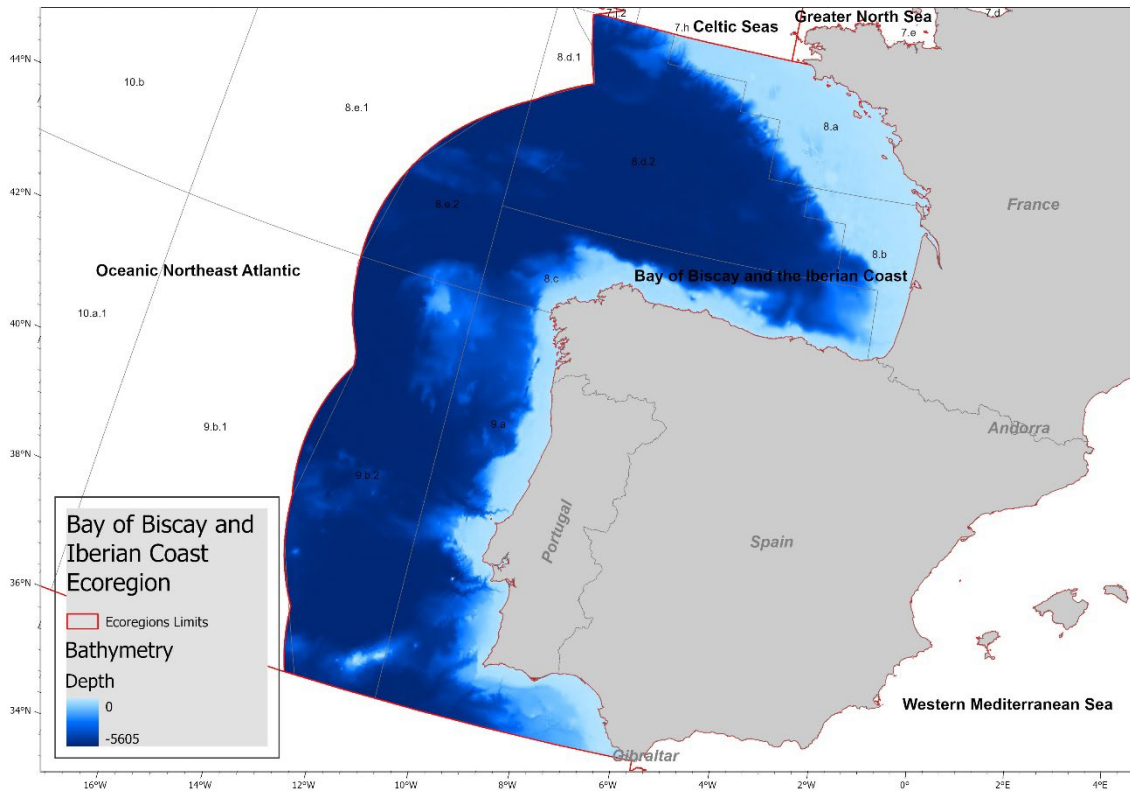 7.j.2
Greater North Sea
7.d
7.h
Celtic Seas
7.e
44°N
8.d.1
10.b
8.e.1
8.a
8.d.2
42°N
8.e.2
France
8.b
Oceanic Northeast Atlantic
8.c
Bay of Biscay and the Iberian Coast
10.a.1
40°N
9.b.1
9.a
Andorra
38°N
9.b.2
Portugal
Spain
Bay of Biscay and
Iberian Coast
Ecoregion
Ecoregions Limits
Bathymetry
Depth
0
-5605
36°N
34°N
Western Mediterranean Sea
Gibraltar
16°W
14°W
12°W
10°W
8°W
6°W
4°W
2°W
0°
2°E
4°E